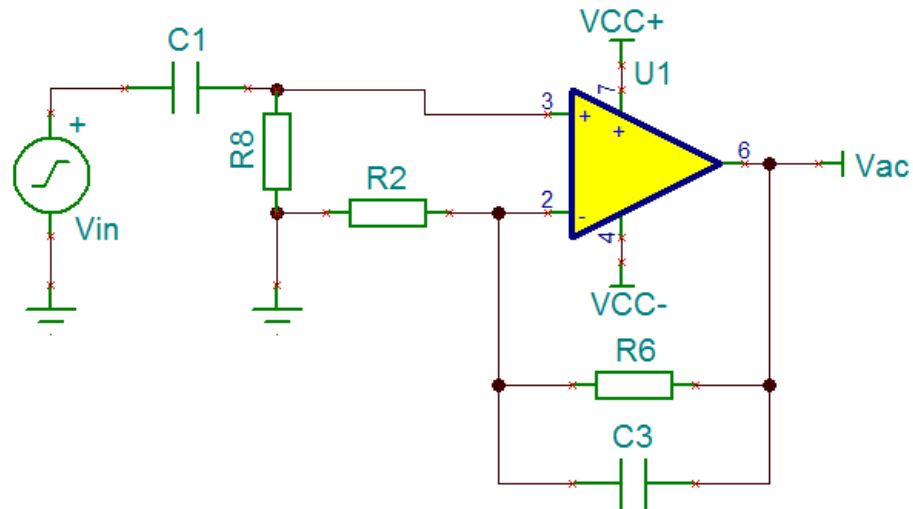 VCC+
C1
U1
7
3
+
+
+
R8
6
Vac
R2
2
-
4
Vin
VCC-
R6
C3